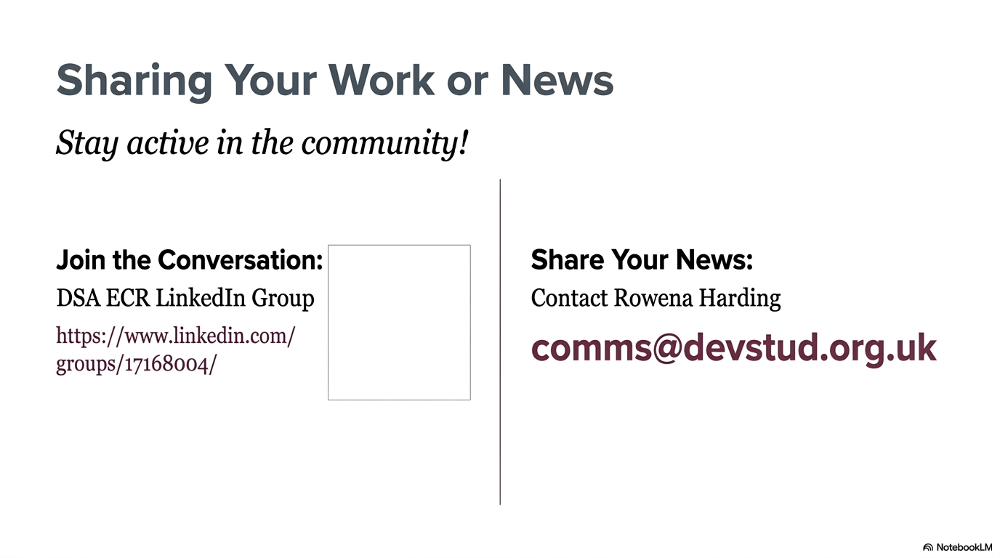 Sharing Your Work or News
Stay active in the community!
Join the Conversation:
DSA ECR LinkedIn Group
https://www.linkedin.com/
groups/17168004/
Share Your News:
Contact Rowena Harding
comms@devstud.org.uk
NotebookLM